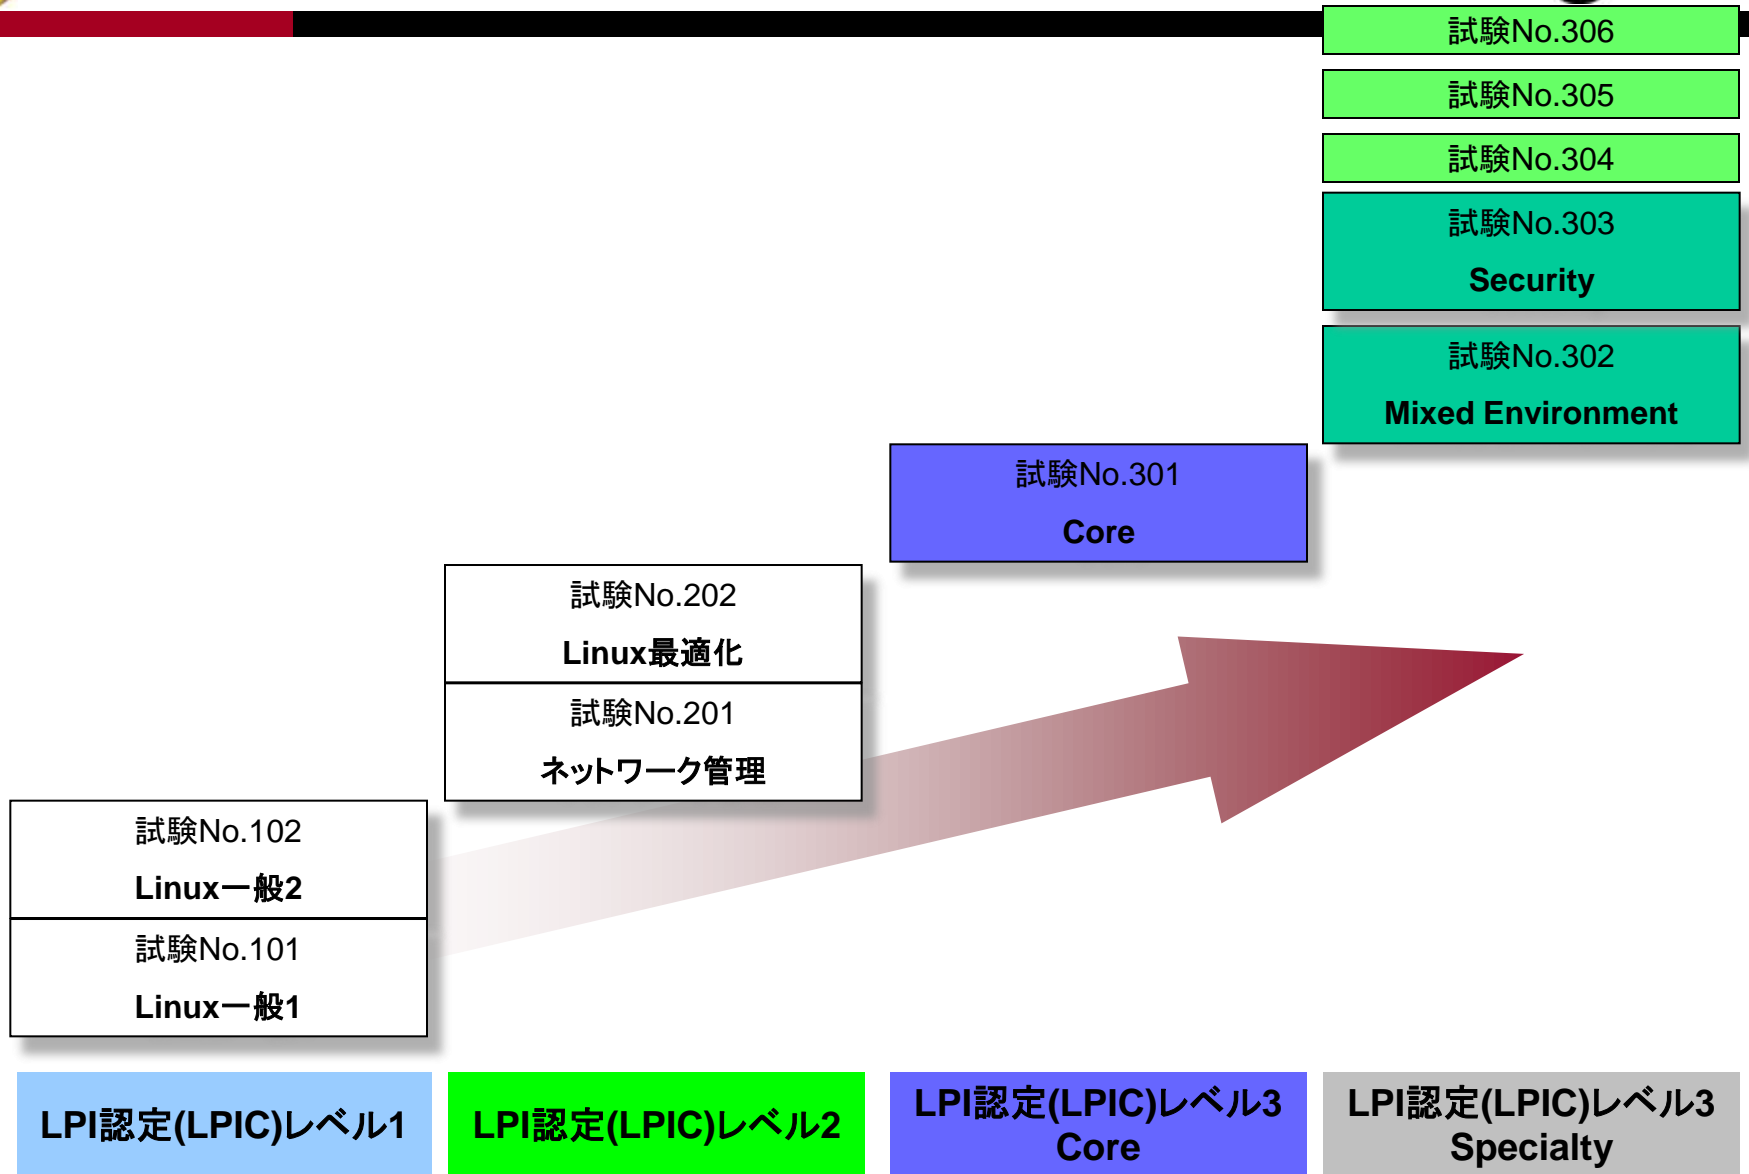 試験No.306
試験No.305
試験No.304
試験No.303
Security
試験No.302
Mixed Environment
試験No.301
Core
試験No.202
Linux最適化
試験No.201
ネットワーク管理
試験No.102
Linux一般2
試験No.101
Linux一般1
LPI認定(LPIC)レベル1
LPI認定(LPIC)レベル2
LPI認定(LPIC)レベル3
Core
LPI認定(LPIC)レベル3
Specialty